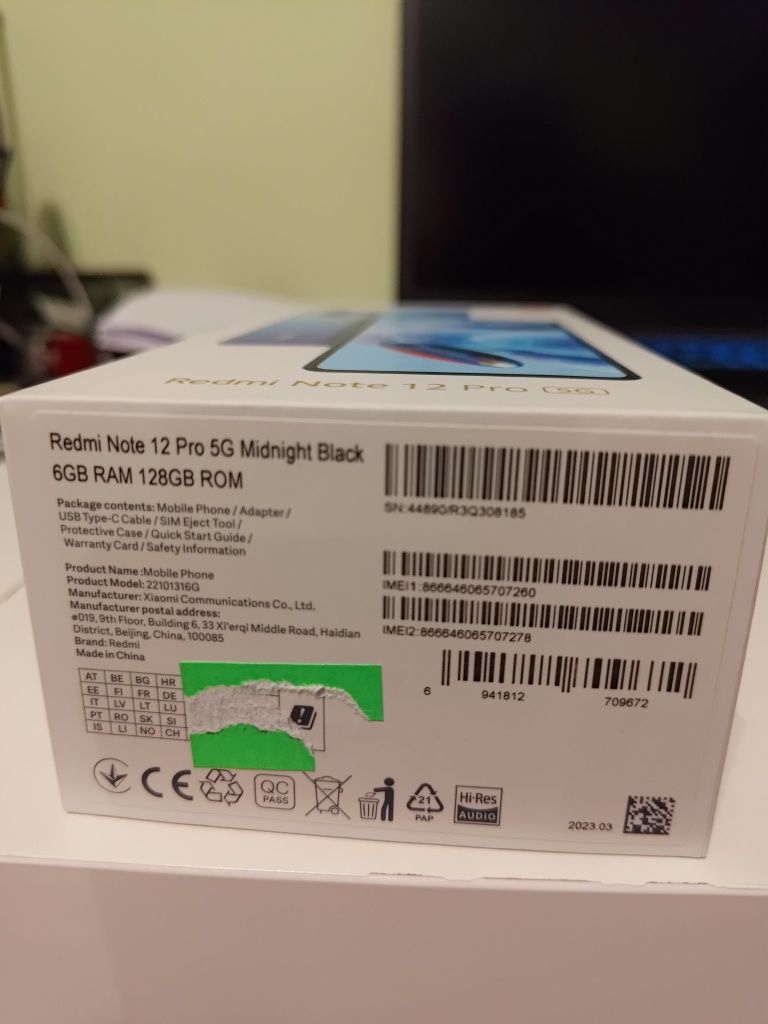 Redmi Note 12 Pro 5G
Redmi Note 12 Pro 5G Midnight Black
6GB RAM 128GB ROM
Package contents: Mobile Phone / Adapter /
USB Type-C Cable / SIM Eject Tool /
Protective Case / Quick Start Guide /
Warranty Card / Safety Information
Product Name :Mobile Phone
Product Model: 22101316G
Manufacturer: Xiaomi Communications Co., Ltd.
Manufacturer postal address:
#019, 9th Floor, Building 6, 33 Xi'erqi Middle Road, Haidian
District, Beijing, China, 100085
Brand: Redmi
Made in China
AT BE BG HR
EE FI FR DE
IT LV LT LU
PT RO SK SI
IS LI NO CH
SN:44890/R3Q308185
IMEI1:866646065707260
IMEI2:866646065707278
6 941812 709672
CE
QC
PASS
21
PAP
Hi-Res
AUDIO
2023.03